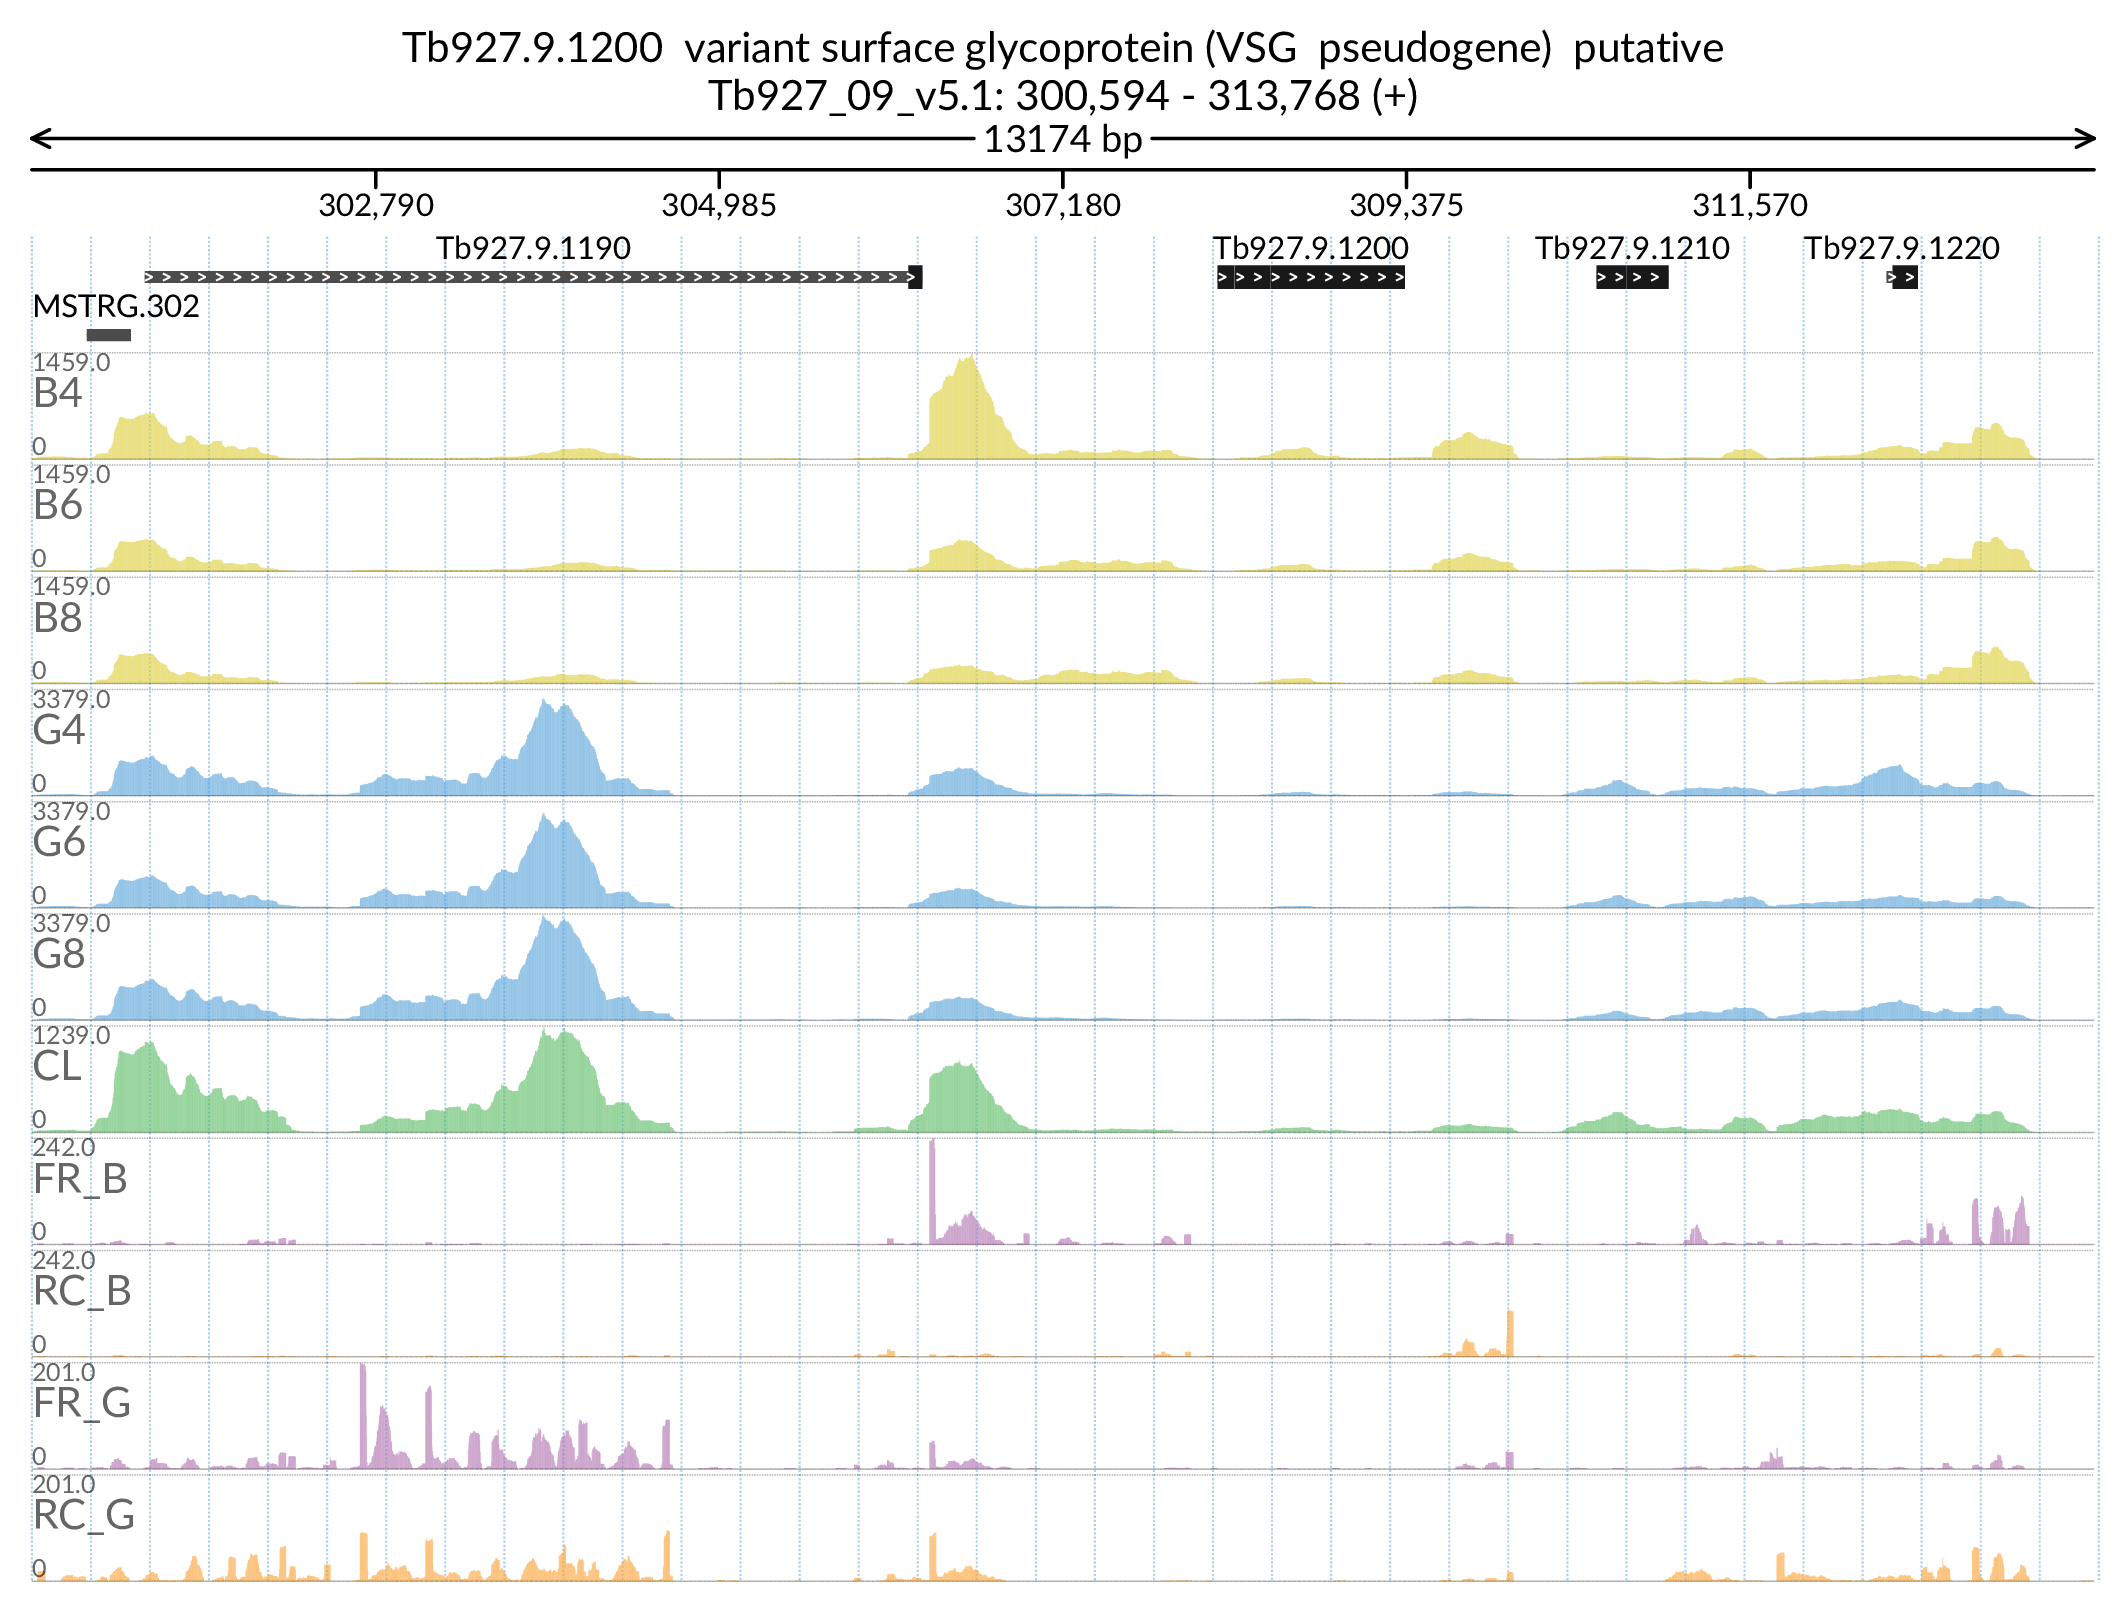 Tb927.9.1200 variant surface glycoprotein (VSG pseudogene) putative
Tb927_09_v5.1: 300,594 - 313,768 (+)
13174 bp
302,790 304,985 307,180 309,375 311,570
Tb927.9.1190 Tb927.9.1200 Tb927.9.1210 Tb927.9.1220
MSTRG.302
1459.0
B4
0
1459.0
B6
0
1459.0
B8
0
3379.0
G4
0
3379.0
G6
0
3379.0
G8
0
1239.0
CL
0
242.0
FR_B
0
242.0
RC_B
0
201.0
FR_G
0
201.0
RC_G
0